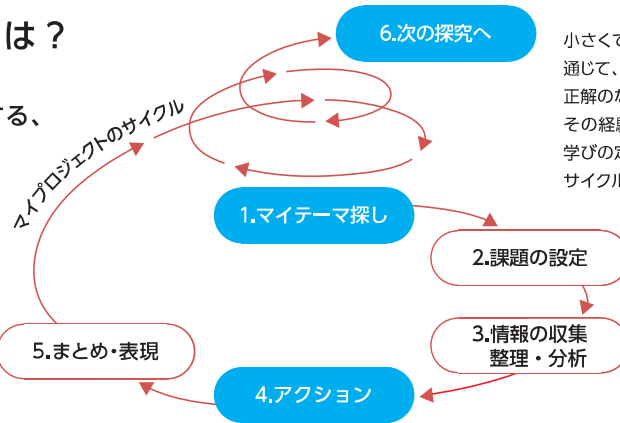 は?
する、
6.次の探究へ
小さくて
通じて、
正解のな
その経験
学びの定
サイクル
マイプロジェクトのサイクル
1.マイテーマ探し
2.課題の設定
3.情報の収集
整理・分析
4.アクション
5.まとめ・表現